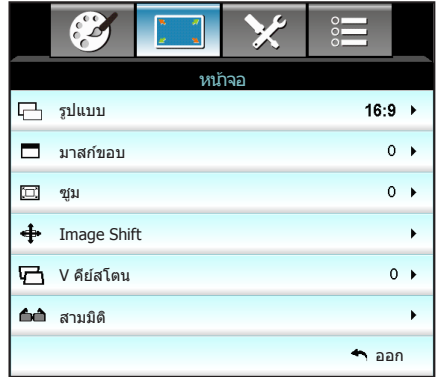 หน้าจอ
รูปแบบ 16:9
มาสก์ขอบ 0
ซูม 0
Image Shift
V คีย์สโตน 0
สามมิติ
ออก